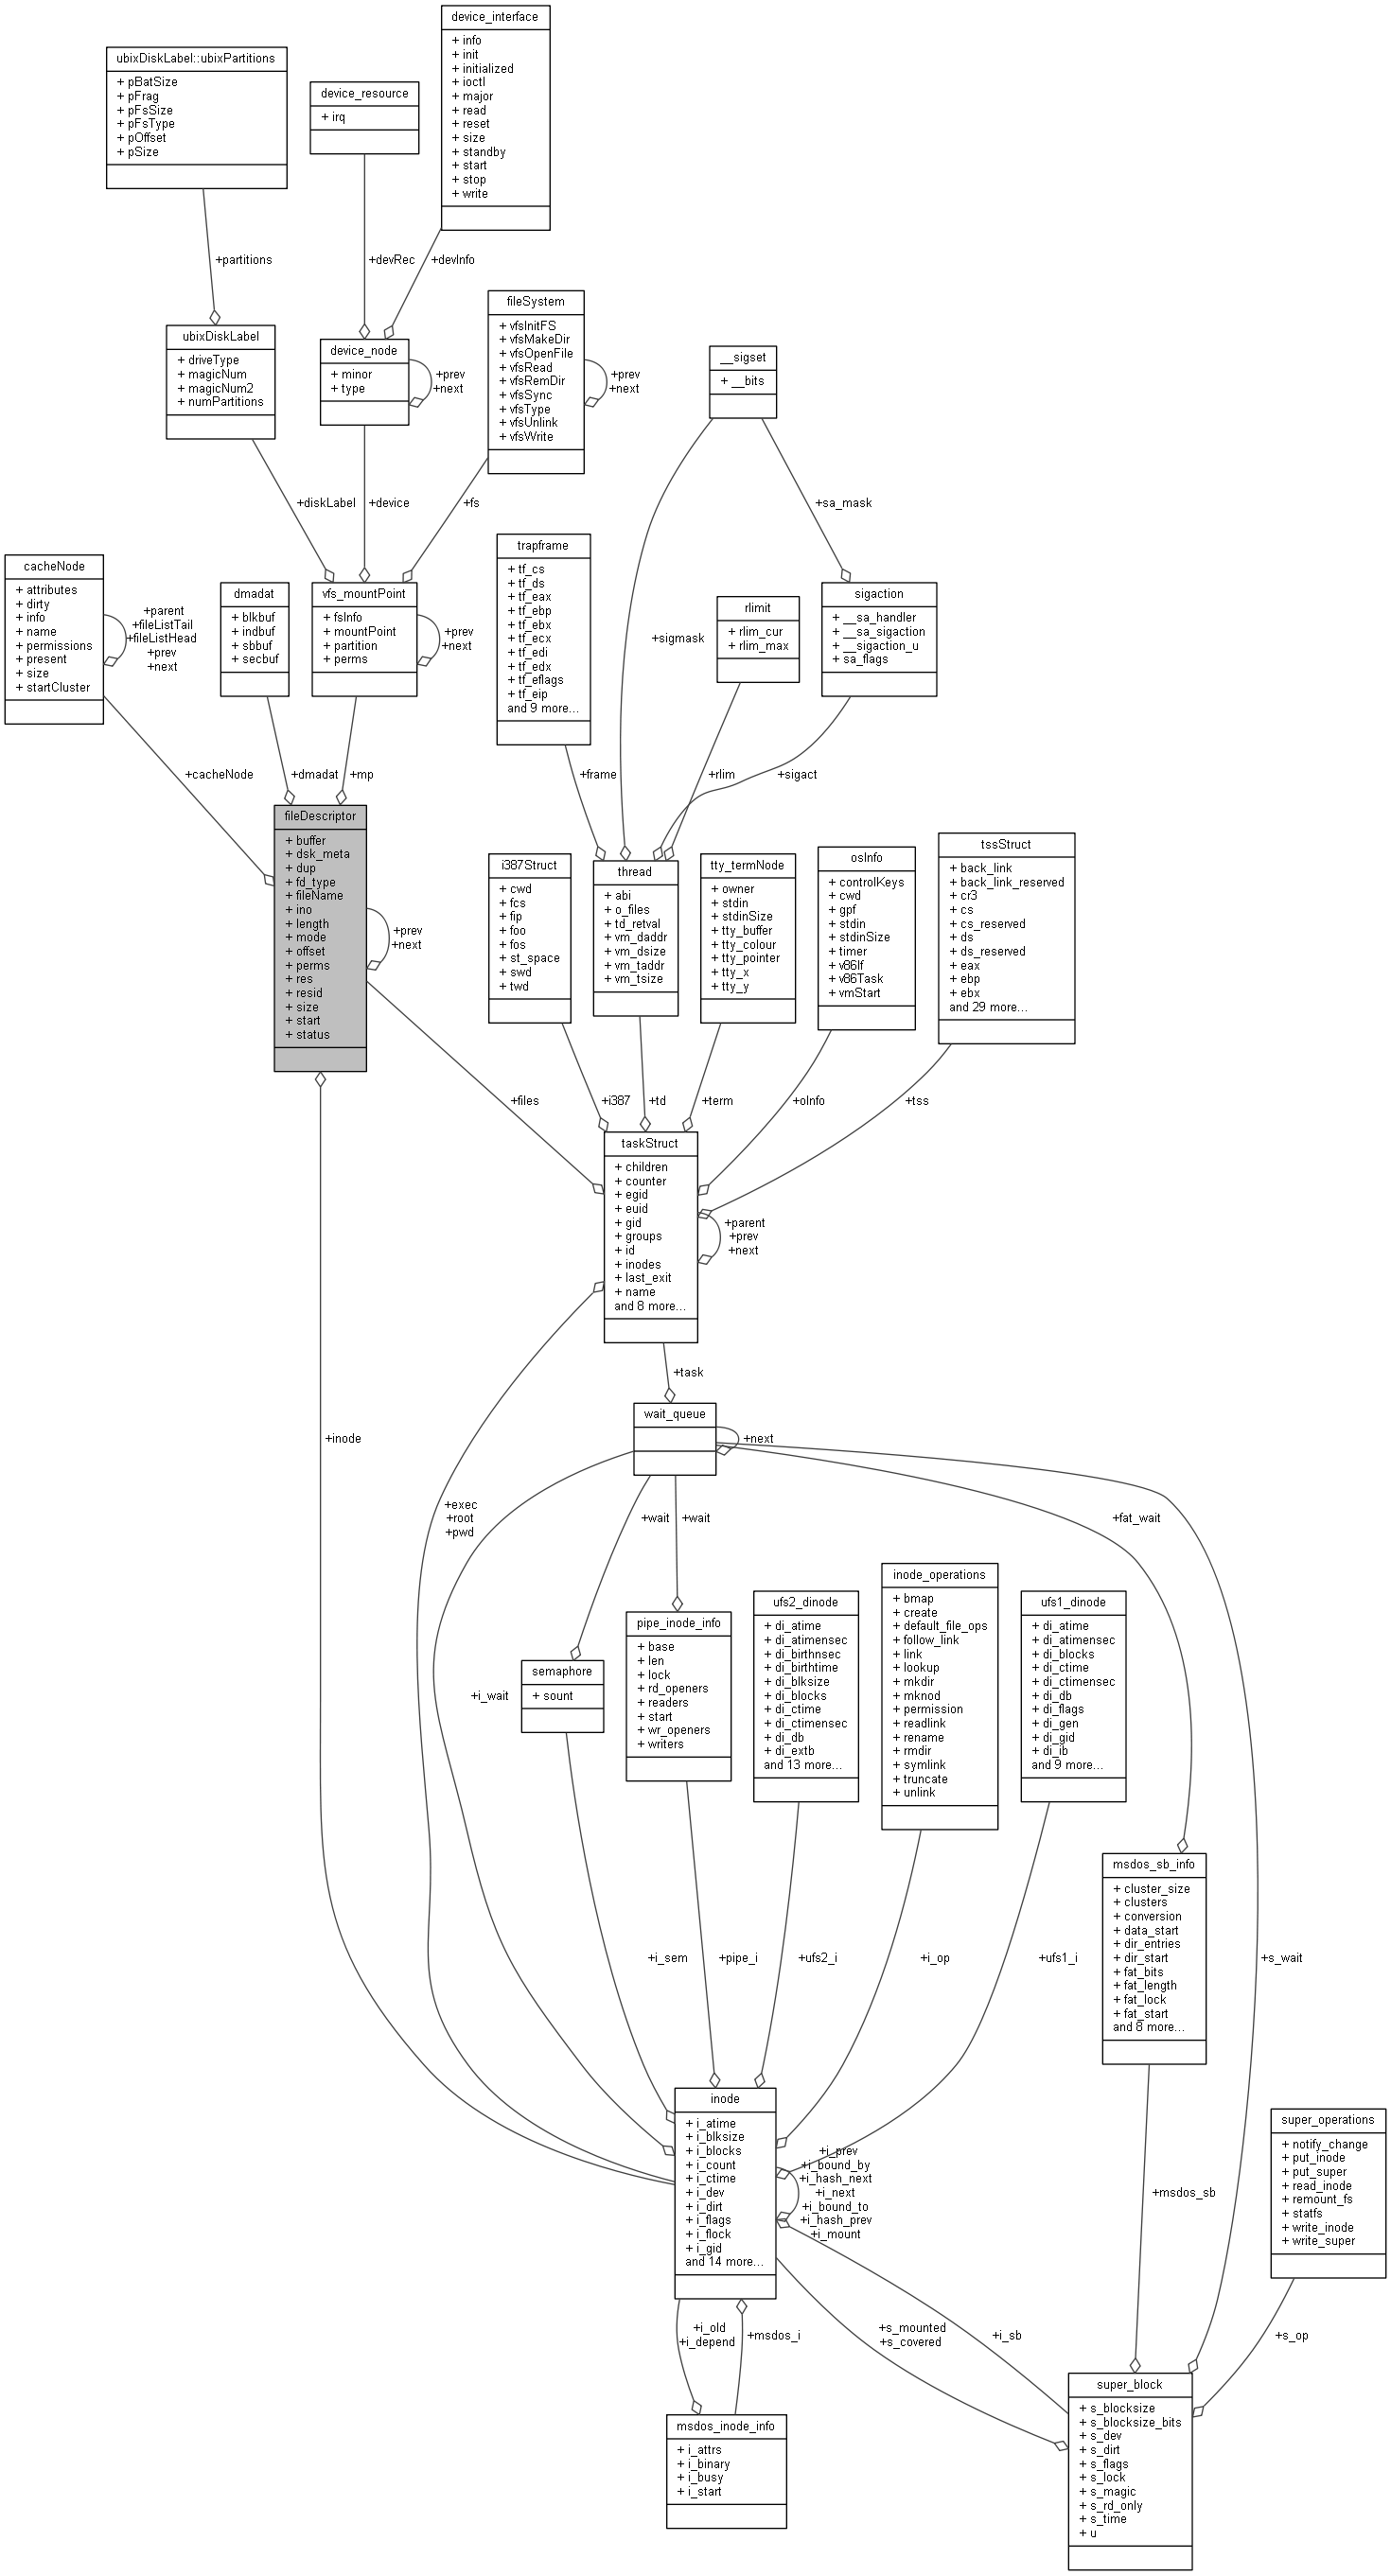 device_interface
+ info
+ init
+ initialized
+ ioctl
+ major
+ read
+ reset
+ size
+ standby
+ start
+ stop
+ write
ubixDiskLabel::ubixPartitions
+ pBatSize
+ pFrag
+ pFsSize
+ pFsType
+ pOffset
+ pSize
device_resource
+ irq
+partitions
+devRec
+devInfo
fileSystem
+ vfsInitFS
+ vfsMakeDir
+ vfsOpenFile
+ vfsRead
+ vfsRemDir
+ vfsSync
+ vfsType
+ vfsUnlink
+ vfsWrite
+prev
+next
ubixDiskLabel
+ driveType
+ magicNum
+ magicNum2
+ numPartitions
device_node
+ minor
+ type
+prev
+next
__sigset
+ __bits
+diskLabel
+device
+fs
+sa_mask
trapframe
+ tf_cs
+ tf_ds
+ tf_eax
+ tf_ebp
+ tf_ebx
+ tf_ecx
+ tf_edi
+ tf_edx
+ tf_eflags
+ tf_eip
and 9 more...
cacheNode
+ attributes
+ dirty
+ info
+ name
+ permissions
+ present
+ size
+ startCluster
+parent
+fileListTail
+fileListHead
+prev
+next
dmadat
+ blkbuf
+ indbuf
+ sbbuf
+ secbuf
vfs_mountPoint
+ fsInfo
+ mountPoint
+ partition
+ perms
+prev
+next
+sigmask
rlimit
+ rlim_cur
+ rlim_max
sigaction
+ __sa_handler
+ __sa_sigaction
+ __sigaction_u
+ sa_flags
+cacheNode
+dmadat
+mp
+frame
+rlim
+sigact
fileDescriptor
+ buffer
+ dsk_meta
+ dup
+ fd_type
+ fileName
+ ino
+ length
+ mode
+ offset
+ perms
+ res
+ resid
+ size
+ start
+ status
+prev
+next
i387Struct
+ cwd
+ fcs
+ fip
+ foo
+ fos
+ st_space
+ swd
+ twd
thread
+ abi
+ o_files
+ td_retval
+ vm_daddr
+ vm_dsize
+ vm_taddr
+ vm_tsize
tty_termNode
+ owner
+ stdin
+ stdinSize
+ tty_buffer
+ tty_colour
+ tty_pointer
+ tty_x
+ tty_y
osInfo
+ controlKeys
+ cwd
+ gpf
+ stdin
+ stdinSize
+ timer
+ v86If
+ v86Task
+ vmStart
tssStruct
+ back_link
+ back_link_reserved
+ cr3
+ cs
+ cs_reserved
+ ds
+ ds_reserved
+ eax
+ ebp
+ ebx
and 29 more...
+files
+i387
+td
+term
+oInfo
+tss
taskStruct
+ children
+ counter
+ egid
+ euid
+ gid
+ groups
+ id
+ inodes
+ last_exit
+ name
and 8 more...
+parent
+prev
+next
+task
wait_queue
+next
+inode
+exec
+root
+pwd
+wait
+wait
+fat_wait
inode_operations
+ bmap
+ create
+ default_file_ops
+ follow_link
+ link
+ lookup
+ mkdir
+ mknod
+ permission
+ readlink
+ rename
+ rmdir
+ symlink
+ truncate
+ unlink
ufs2_dinode
+ di_atime
+ di_atimensec
+ di_birthnsec
+ di_birthtime
+ di_blksize
+ di_blocks
+ di_ctime
+ di_ctimensec
+ di_db
+ di_extb
and 13 more...
ufs1_dinode
+ di_atime
+ di_atimensec
+ di_blocks
+ di_ctime
+ di_ctimensec
+ di_db
+ di_flags
+ di_gen
+ di_gid
+ di_ib
and 9 more...
pipe_inode_info
+ base
+ len
+ lock
+ rd_openers
+ readers
+ start
+ wr_openers
+ writers
semaphore
+ sount
+i_wait
msdos_sb_info
+ cluster_size
+ clusters
+ conversion
+ data_start
+ dir_entries
+ dir_start
+ fat_bits
+ fat_length
+ fat_lock
+ fat_start
and 8 more...
+i_sem
+pipe_i
+ufs2_i
+i_op
+ufs1_i
+s_wait
inode
+ i_atime
+ i_blksize
+ i_blocks
+ i_count
+ i_ctime
+ i_dev
+ i_dirt
+ i_flags
+ i_flock
+ i_gid
and 14 more...
+i_prev
+i_bound_by
+i_hash_next
+i_next
+i_bound_to
+i_hash_prev
+i_mount
+msdos_sb
super_operations
+ notify_change
+ put_inode
+ put_super
+ read_inode
+ remount_fs
+ statfs
+ write_inode
+ write_super
+i_old
+i_depend
+msdos_i
+s_mounted
+s_covered
+i_sb
+s_op
msdos_inode_info
+ i_attrs
+ i_binary
+ i_busy
+ i_start
super_block
+ s_blocksize
+ s_blocksize_bits
+ s_dev
+ s_dirt
+ s_flags
+ s_lock
+ s_magic
+ s_rd_only
+ s_time
+ u